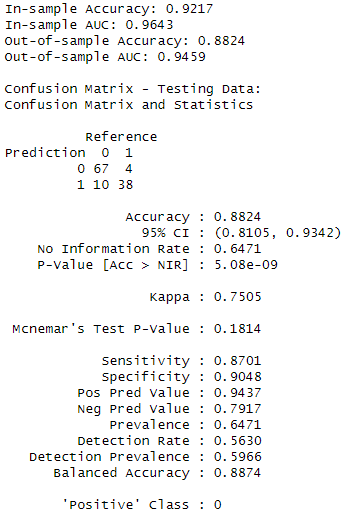 In-sample Accuracy: 0.9217
In-sample AUC: 0.9643
Out-of-sample Accuracy: 0.8824
Out-of-sample AUC: 0.9459
Confusion Matrix - Testing Data:
Confusion Matrix and Statistics
Reference
Prediction 0 1
0 67 4
1 10 38
Accuracy : 0.8824
95% CI : (0.8105, 0.9342)
No Information Rate : 0.6471
P-Value [Acc > NIR] : 5.08e-09
Kappa : 0.7505
Mcnemar's Test P-Value : 0.1814
Sensitivity : 0.8701
Specificity : 0.9048
Pos Pred Value : 0.9437
Neg Pred Value : 0.7917
Prevalence : 0.6471
Detection Rate : 0.5630
Detection Prevalence : 0.5966
Balanced Accuracy : 0.8874
'Positive' Class : 0